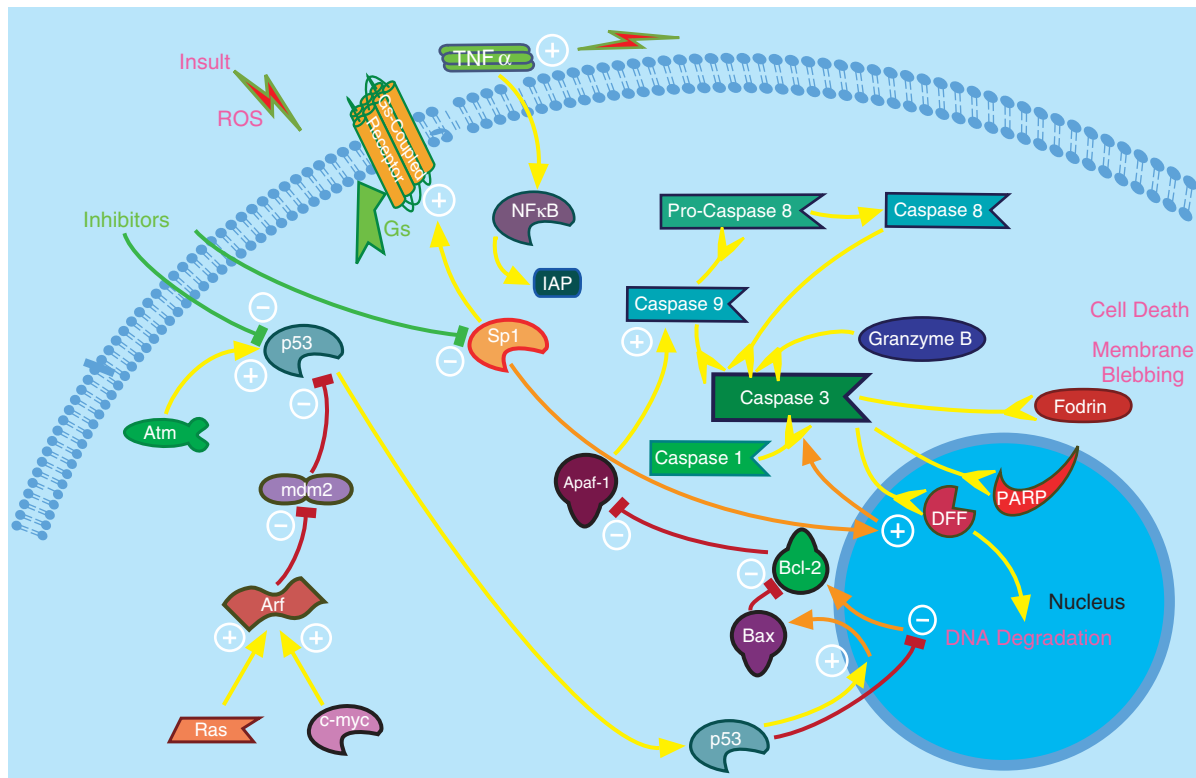 Insult
ROS
TNF α
+
Gs-Coupled
Receptor
+
Gs
Inhibitors
NFκB
IAP
Pro-Caspase 8
Caspase 8
Caspase 9
+
Granzyme B
Cell Death
Membrane
Blebbing
−
p53
+
−
Sp1
−
Caspase 3
Fodrin
Atm
Caspase 1
mdm2
−
Apaf-1
−
PARP
DFF
+
Bcl-2
−
Arf
+
+
Bax
+
Nucleus
−
DNA Degradation
Ras
c-myc
p53